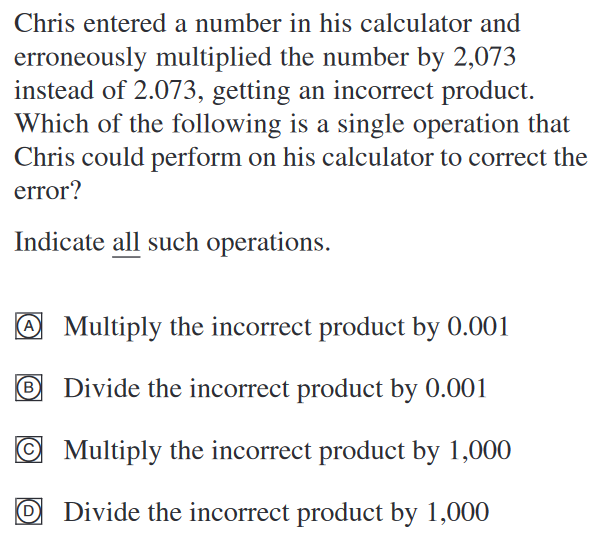 Chris entered a number in his calculator and
erroneously multiplied the number by 2,073
instead of 2.073, getting an incorrect product.
Which of the following is a single operation that
Chris could perform on his calculator to correct the
error?
Indicate all such operations.
A Multiply the incorrect product by 0.001
B Divide the incorrect product by 0.001
C Multiply the incorrect product by 1,000
D Divide the incorrect product by 1,000